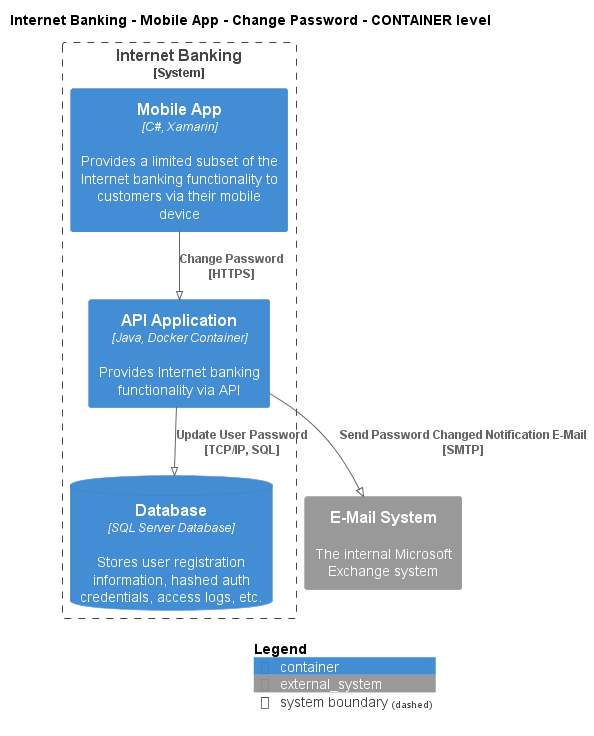 Internet Banking - Mobile App - Change Password - CONTAINER level
Internet Banking
[System]
Mobile App
[C#, Xamarin]
Provides a limited subset of the
Internet banking functionality to
customers via their mobile
device
Change Password
[HTTPS]
API Application
[Java, Docker Container]
Provides Internet banking
functionality via API
Update User Password
[TCP/IP, SQL]
Send Password Changed Notification E-Mail
[SMTP]
Database
[SQL Server Database]
Stores user registration
information, hashed auth
credentials, access logs, etc.
E-Mail System
The internal Microsoft
Exchange system
Legend
container
external_system
system boundary (dashed)